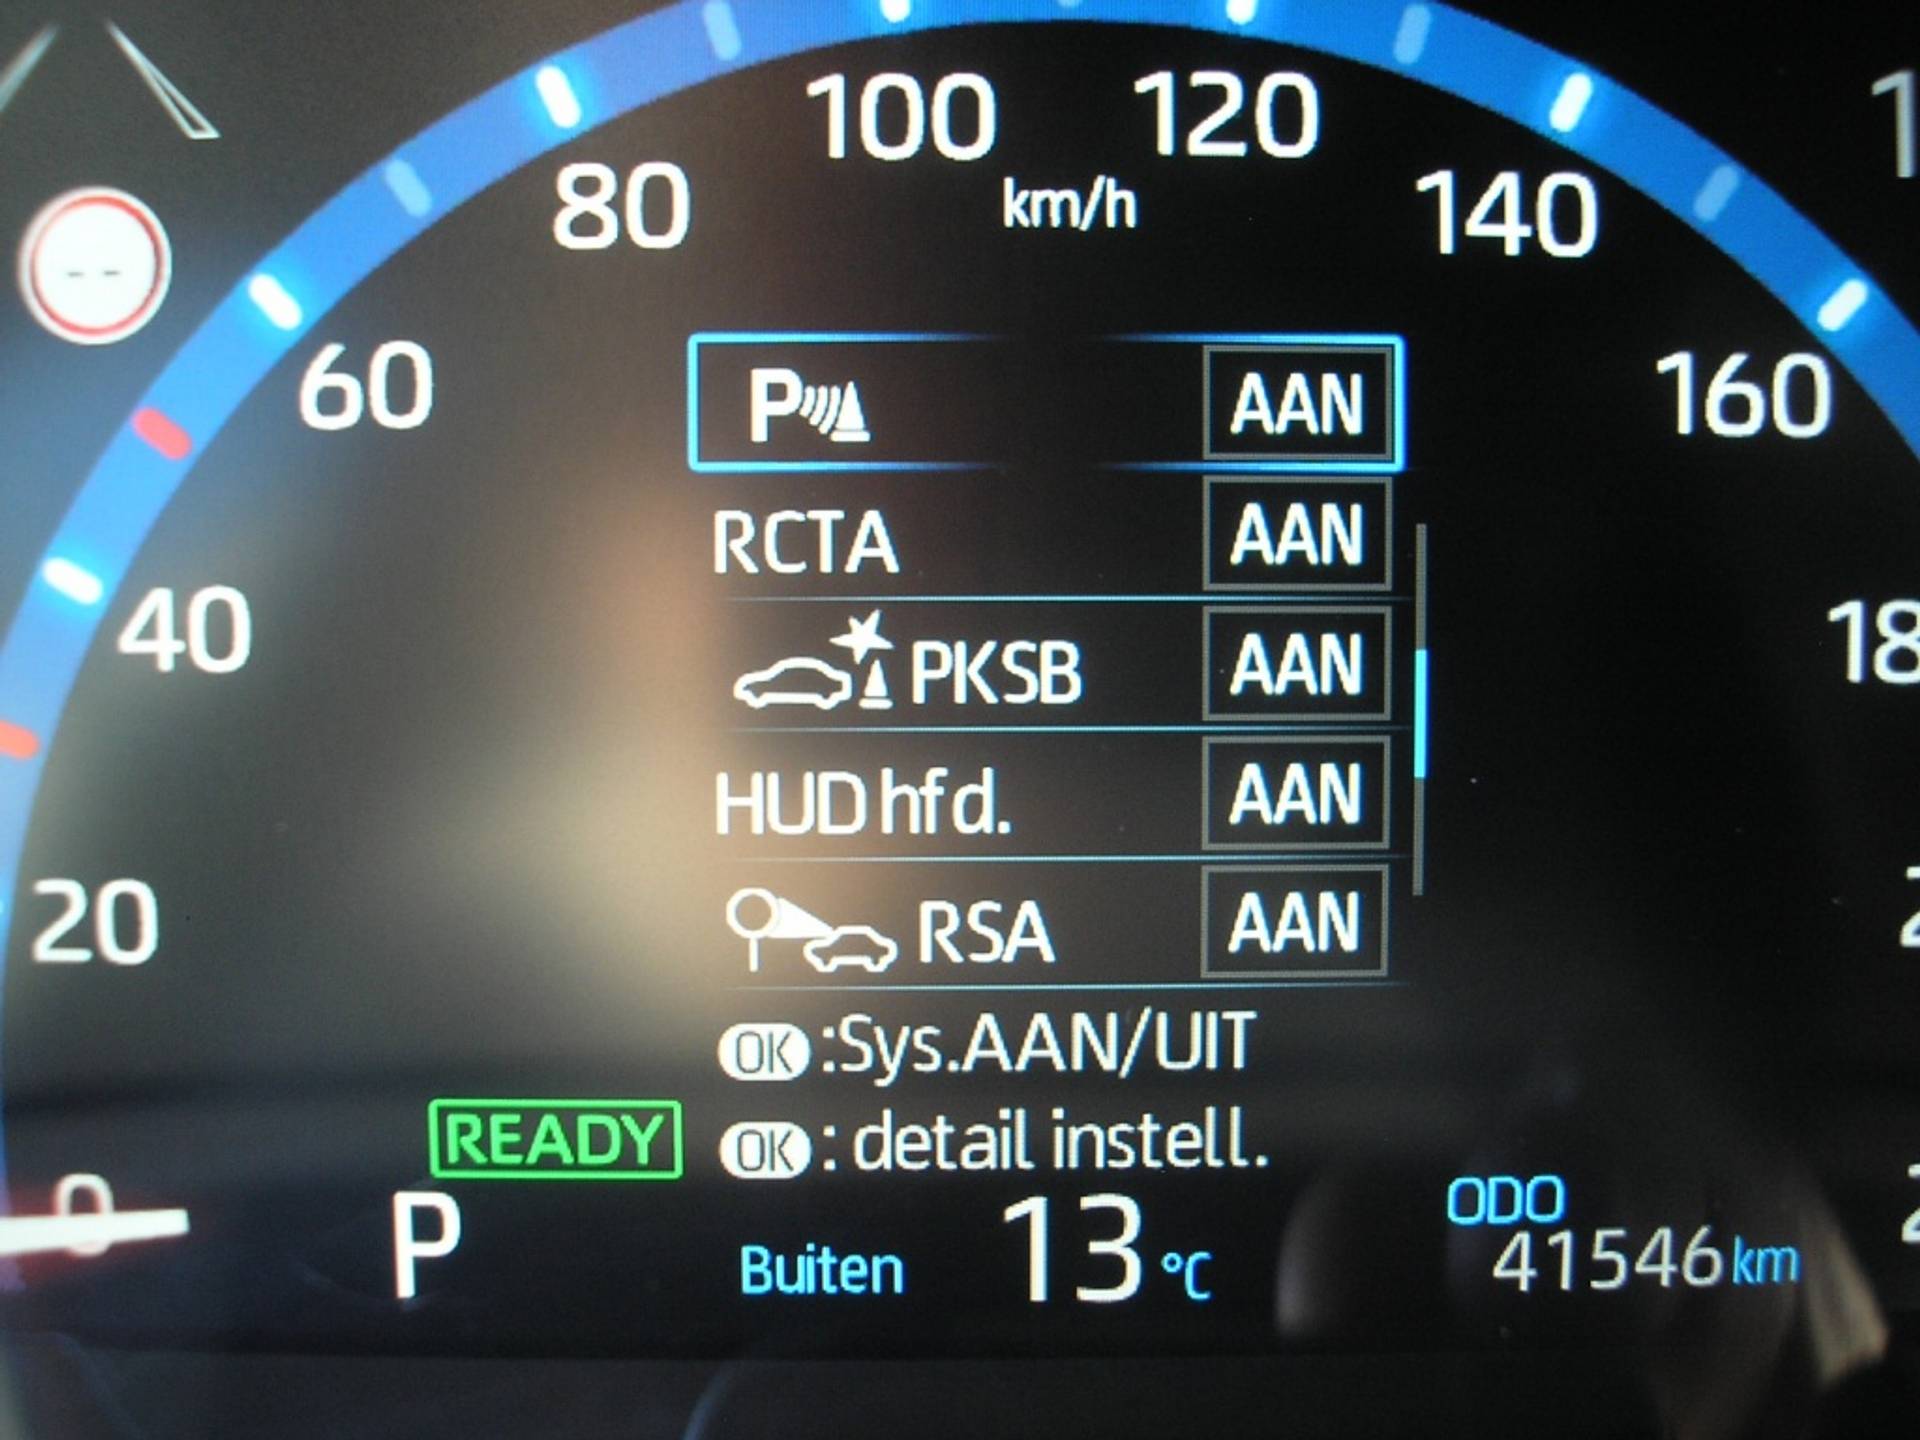 100 120
80 km/h 140
60 160
P AAN
RCTA AAN
40
PKSB AAN
HUD hfd. AAN
20
RSA AAN
OK :Sys.AAN/UIT
READY OK : detail instell.
0
P Buiten 13 °C
ODO
41546 km